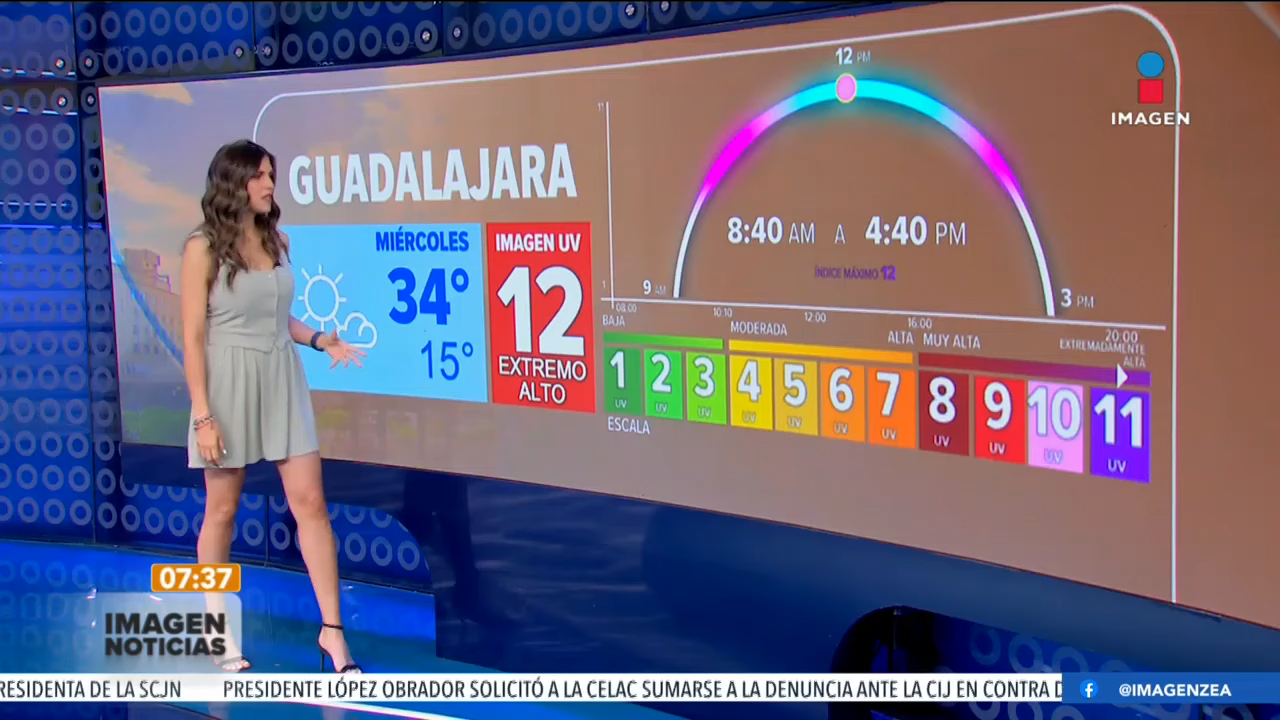 12 PM
IMAGEN
GUADALAJARA
MIÉRCOLES
34°
15°
IMAGEN UV
12
EXTREMO
ALTO
11
1
8:40 AM A 4:40 PM
ÍNDICE MÁXIMO 12
9 AM
3 PM
08:00
10:10
12:00
16:00
20:00
BAJA
MODERADA
ALTA
MUY ALTA
EXTREMADAMENTE
ALTA
1 2 3 4 5 6 7 8 9 10 11
UV UV UV UV UV UV UV UV UV UV UV
ESCALA
07:37
IMAGEN
NOTICIAS
RESIDENTA DE LA SCJN PRESIDENTE LÓPEZ OBRADOR SOLICITÓ A LA CELAC SUMARSE A LA DENUNCIA ANTE LA CIJ EN CONTRA D
@IMAGENZEA